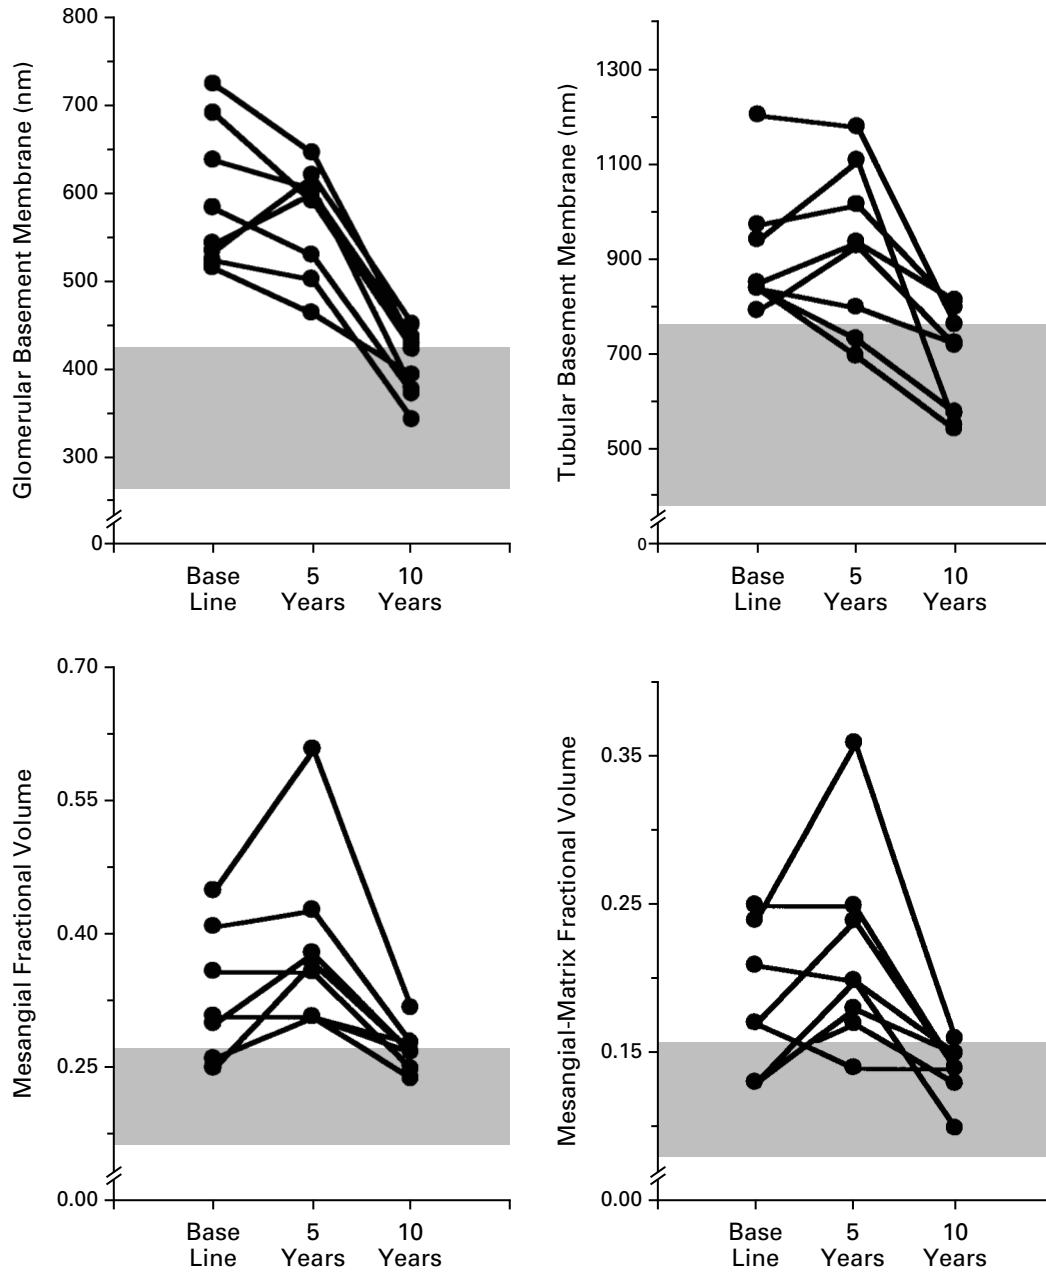 Glomerular Basement Membrane (nm)
800
700
600
500
400
300
0
Base Line
5 Years
10 Years
Tubular Basement Membrane (nm)
1300
1100
900
700
500
0
Base Line
5 Years
10 Years
Mesangial Fractional Volume
0.70
0.55
0.40
0.25
0.00
Base Line
5 Years
10 Years
Mesangial-Matrix Fractional Volume
0.35
0.25
0.15
0.00
Base Line
5 Years
10 Years